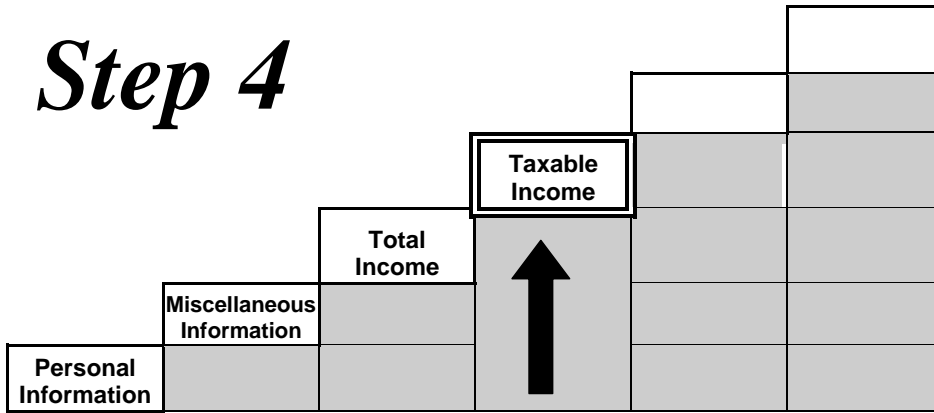 Step 4
Taxable
Income
Total
Income
Miscellaneous
Information
Personal
Information